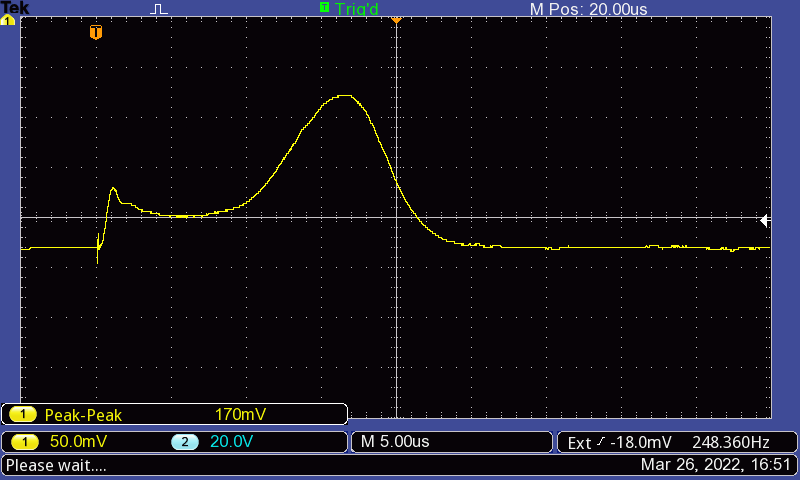 Tek T Trig'd M Pos: 20.00us
1
T
1 Peak-Peak 170mV
1 50.0mV 2 20.0V M 5.00us Ext -18.0mV 248.360Hz
Please wait.... Mar 26, 2022, 16:51